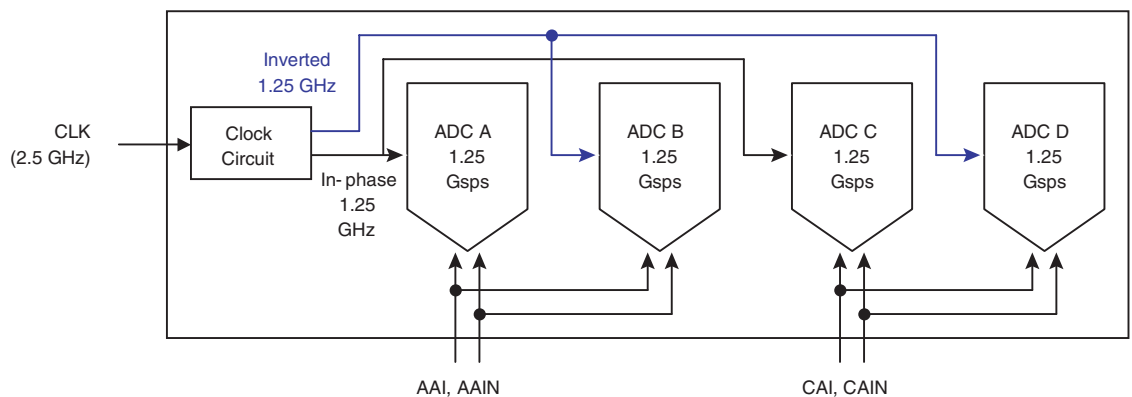 Inverted
1.25 GHz
CLK
(2.5 GHz)
Clock
Circuit
In-phase
1.25
GHz
ADC A
1.25
Gsps
ADC B
1.25
Gsps
ADC C
1.25
Gsps
ADC D
1.25
Gsps
AAI, AAIN
CAI, CAIN